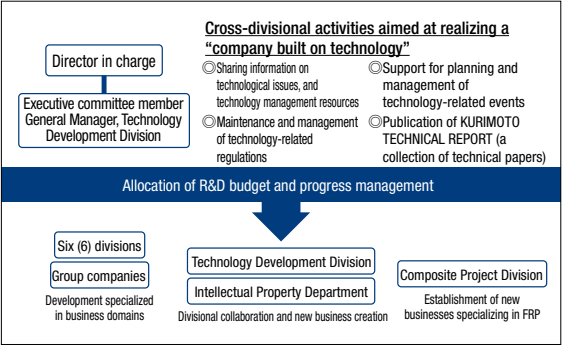 Cross-divisional activities aimed at realizing a
“company built on technology”
Director in charge
Executive committee member
General Manager, Technology
Development Division
◎Sharing information on
technological issues, and
technology management resources
◎Maintenance and management
of technology-related
regulations
◎Support for planning and
management of
technology-related events
◎Publication of KURIMOTO
TECHNICAL REPORT (a
collection of technical papers)
Allocation of R&D budget and progress management
Six (6) divisions
Group companies
Development specialized
in business domains
Technology Development Division
Intellectual Property Department
Divisional collaboration and new business creation
Composite Project Division
Establishment of new
businesses specializing in FRP